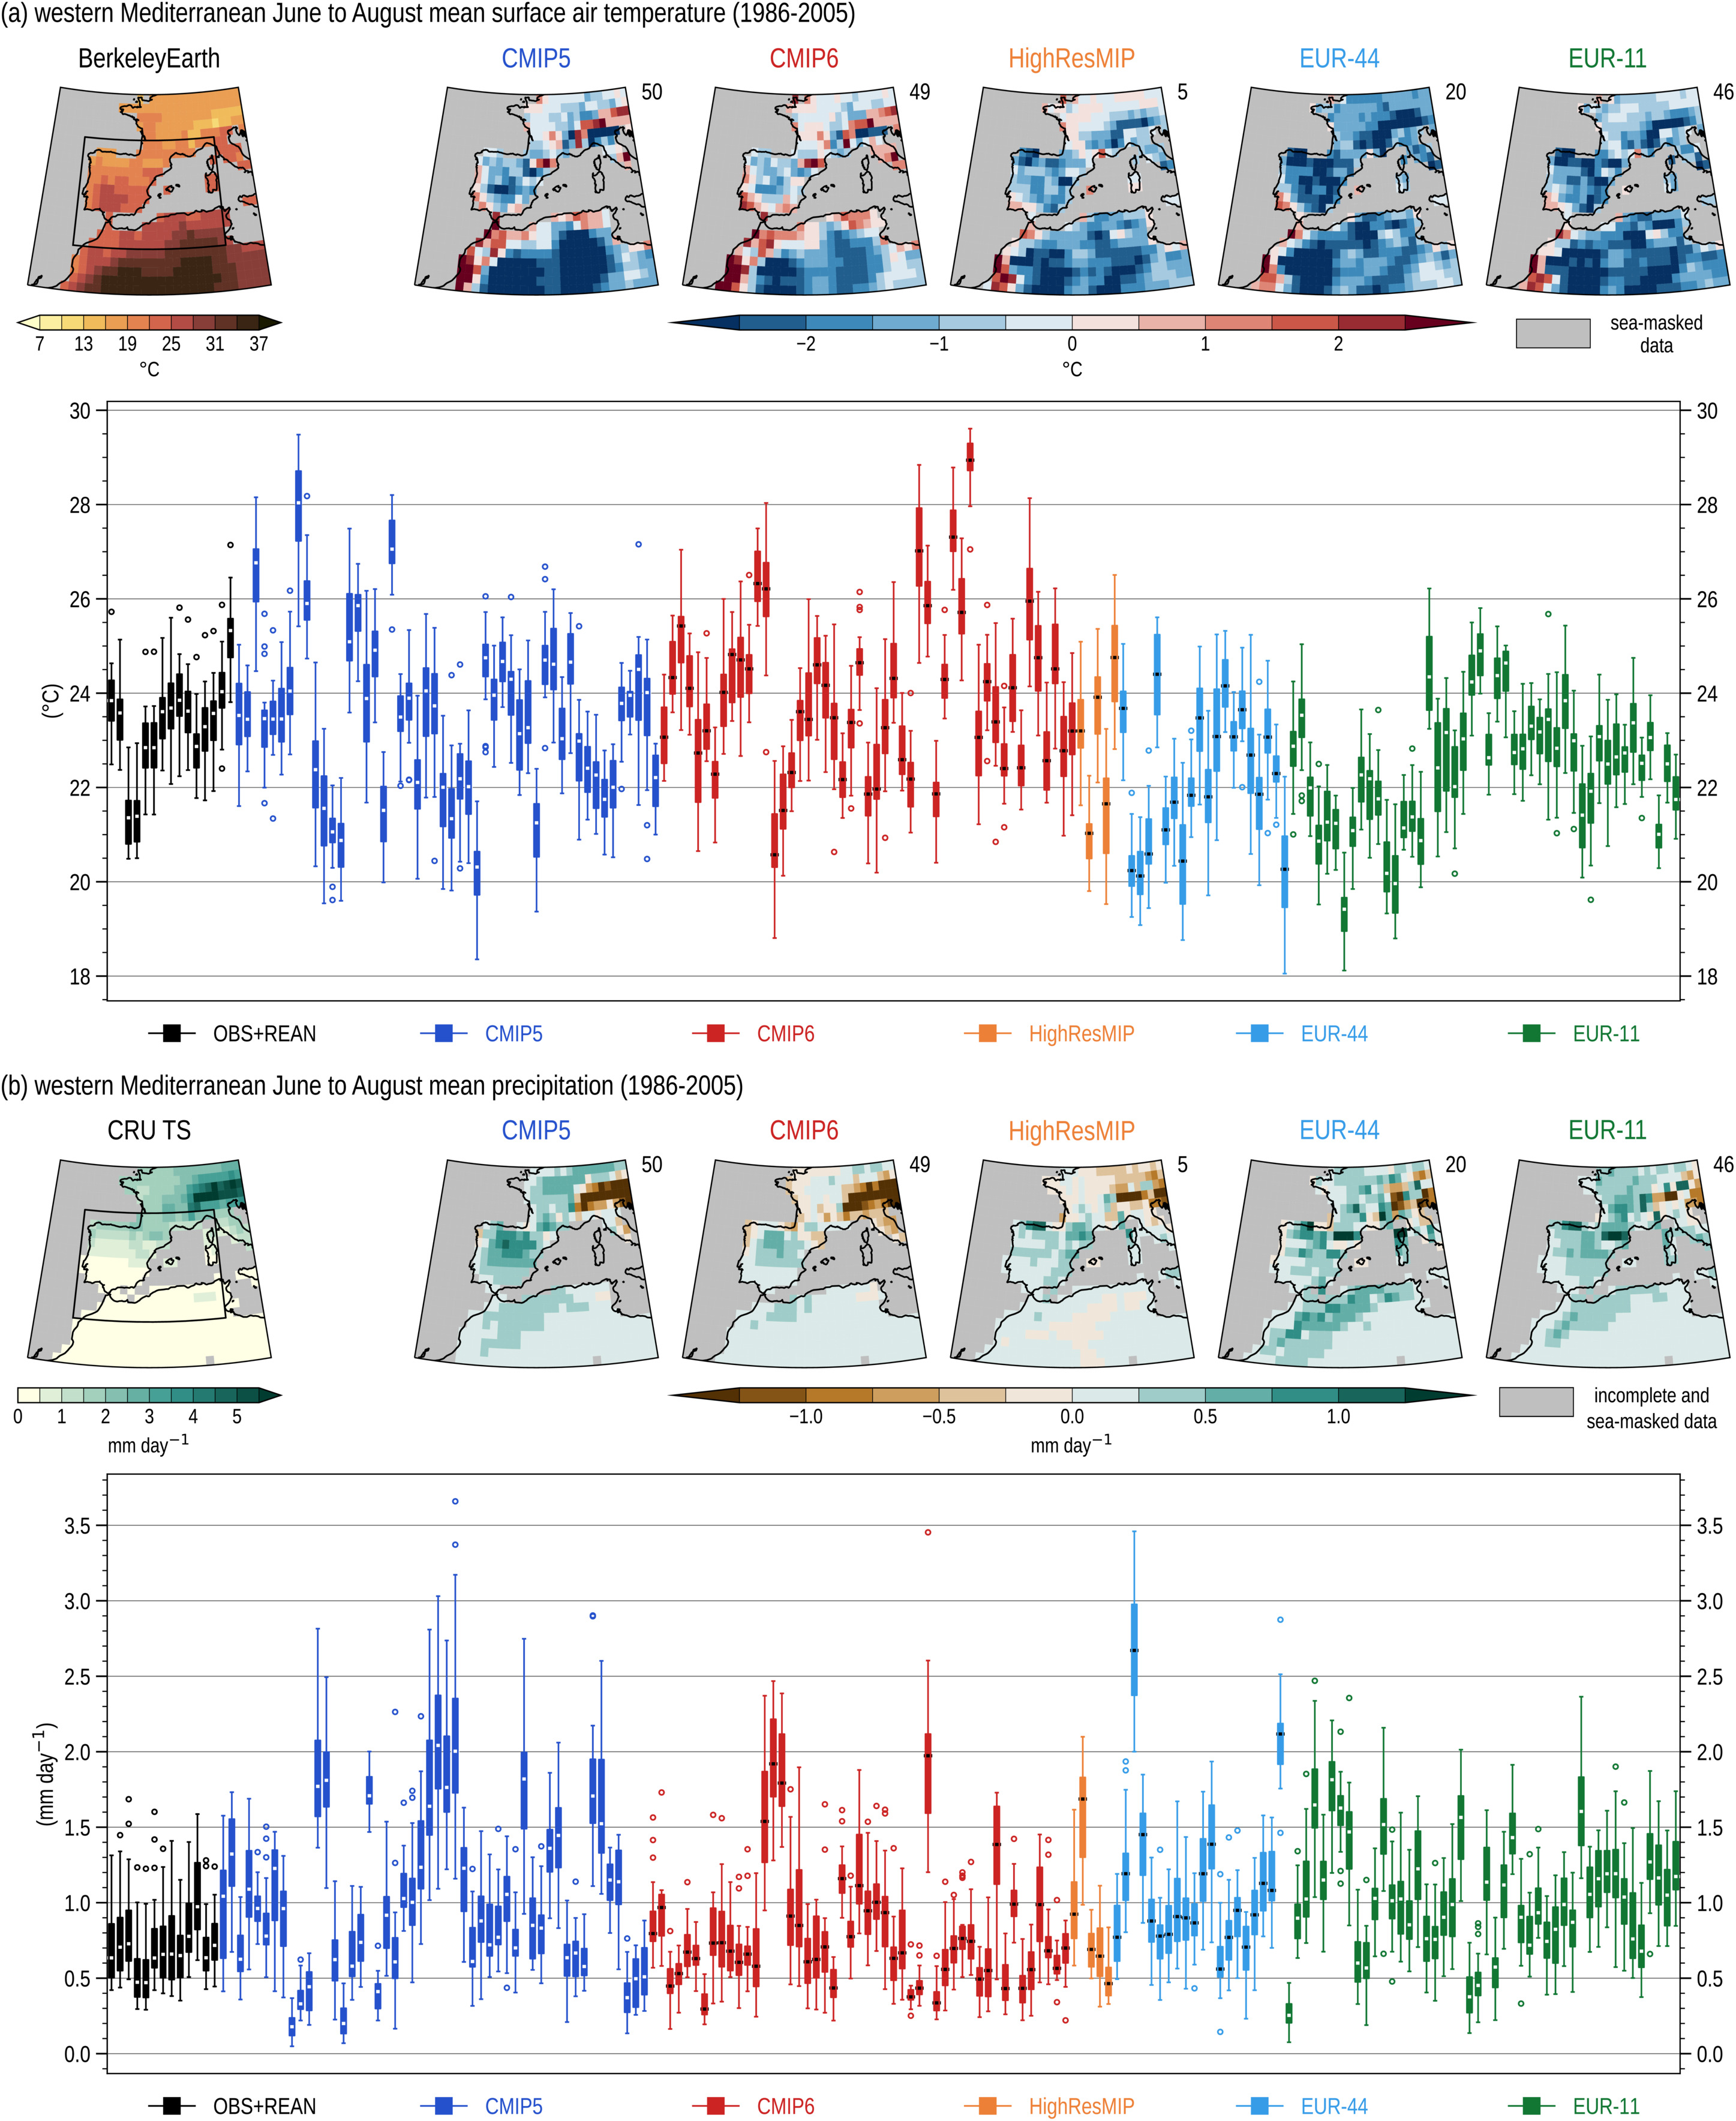 (a) western Mediterranean June to August mean surface air temperature (1986-2005)
BerkeleyEarth CMIP5 CMIP6 HighResMIP EUR-44 EUR-11
50 49 5 20 46
7 13 19 25 31 37
°C
−2 −1 0 1 2
°C
sea-masked
data
30 30
28 28
26 26
24 24
(°C)
22 22
20 20
18 18
OBS+REAN CMIP5 CMIP6 HighResMIP EUR-44 EUR-11
(b) western Mediterranean June to August mean precipitation (1986-2005)
CRU TS CMIP5 CMIP6 HighResMIP EUR-44 EUR-11
50 49 5 20 46
0 1 2 3 4 5
mm day−1
−1.0 −0.5 0.0 0.5 1.0
mm day−1
incomplete and
sea-masked data
3.5 3.5
3.0 3.0
2.5 2.5
2.0 2.0
(mm day−1)
1.5 1.5
1.0 1.0
0.5 0.5
0.0 0.0
OBS+REAN CMIP5 CMIP6 HighResMIP EUR-44 EUR-11